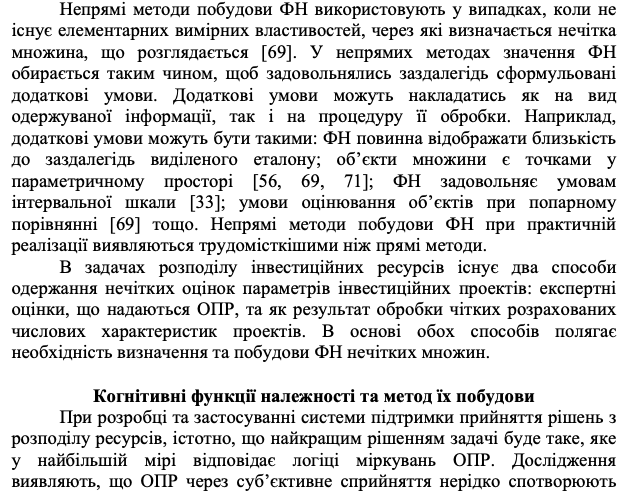 Непрямі методи побудови ФН використовують у випадках, коли не
існує елементарних вимірних властивостей, через які визначається нечітка
множина, що розглядається [69]. У непрямих методах значення ФН
обирається таким чином, щоб задовольнялись заздалегідь сформульовані
додаткові умови. Додаткові умови можуть накладатись як на вид
одержуваної інформації, так і на процедуру її обробки. Наприклад,
додаткові умови можуть бути такими: ФН повинна відображати близькість
до заздалегідь виділеного еталону; об’єкти множини є точками у
параметричному просторі [56, 69, 71]; ФН задовольняє умовам
інтервальної шкали [33]; умови оцінювання об’єктів при попарному
порівнянні [69] тощо. Непрямі методи побудови ФН при практичній
реалізації виявляються трудомісткішими ніж прямі методи.
В задачах розподілу інвестиційних ресурсів існує два способи
одержання нечітких оцінок параметрів інвестиційних проектів: експертні
оцінки, що надаються ОПР, та як результат обробки чітких розрахованих
числових характеристик проектів. В основі обох способів полягає
необхідність визначення та побудови ФН нечітких множин.
Когнітивні функції належності та метод їх побудови
При розробці та застосуванні системи підтримки прийняття рішень з
розподілу ресурсів, істотно, що найкращим рішенням задачі буде таке, яке
у найбільшій мірі відповідає логіці міркувань ОПР. Дослідження
виявляють, що ОПР через суб’єктивне сприйняття нерідко спотворюють